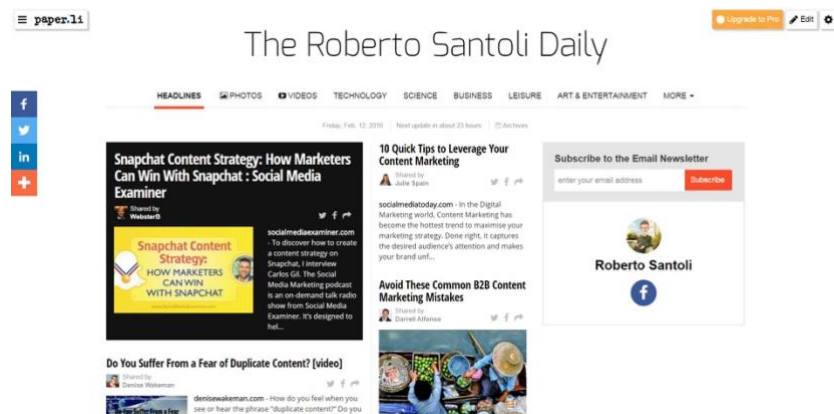 paper.li
Upgrade to Pro
Edit
The Roberto Santoli Daily
HEADLINES PHOTOS VIDEOS TECHNOLOGY SCIENCE BUSINESS LEISURE ART & ENTERTAINMENT MORE
Friday, Feb. 12, 2016 Next update in about 23 hours Archives
Snapchat Content Strategy: How Marketers
Can Win With Snapchat : Social Media
Examiner
Shared by
WebsterB
Snapchat Content
Strategy:
HOW MARKETERS
CAN WIN
WITH SNAPCHAT
socialmediaexaminer.com
- To discover how to create
a content strategy on
Snapchat, I interview
Carlos Gil. The Social
Media Marketing podcast
is an on-demand talk radio
show from Social Media
Examiner. It's designed to
hel...
Do You Suffer From a Fear of Duplicate Content? [video]
Shared by
Denise Wakeman
denisewakeman.com - How do you feel when you
see or hear the phrase "duplicate content?" Do you
10 Quick Tips to Leverage Your
Content Marketing
Shared by
Julie Spain
socialmediatoday.com - In the Digital
Marketing world, Content Marketing has
become the hottest trend to maximise your
marketing strategy. Done right, it captures
the desired audience's attention and makes
your brand unf...
Avoid These Common B2B Content
Marketing Mistakes
Shared by
Darrell Alfonso
Subscribe to the Email Newsletter
enter your email address
Subscribe
Roberto Santoli